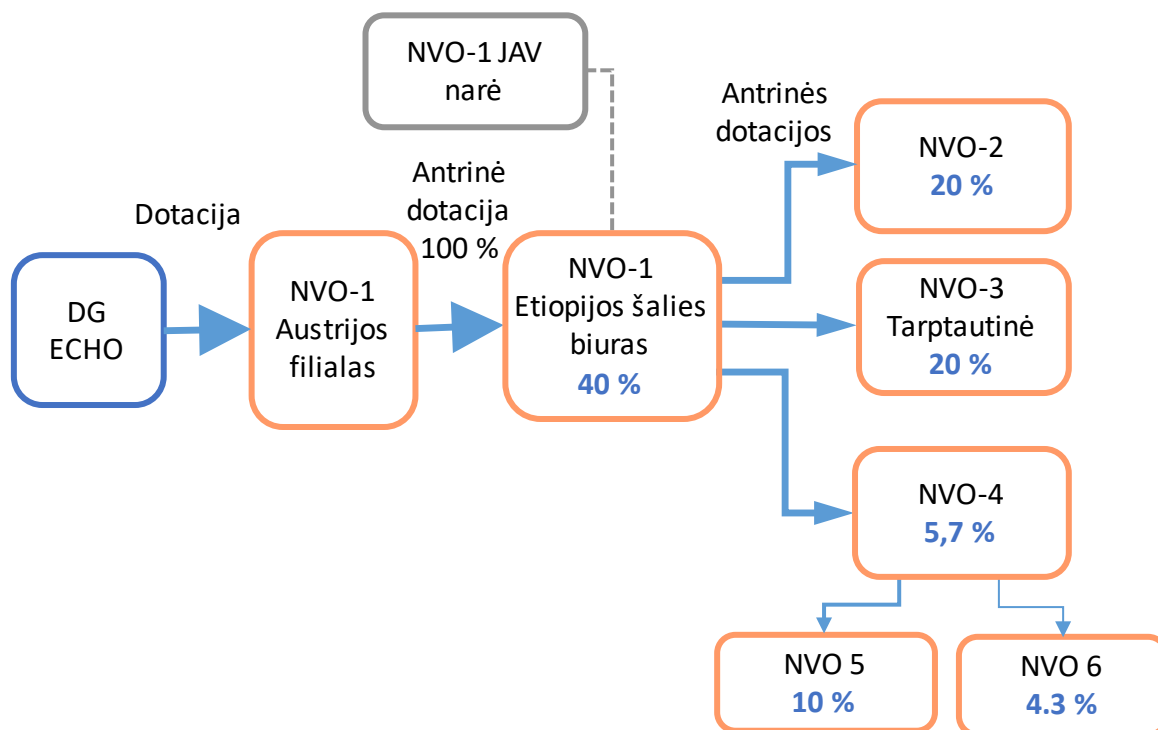 NVO-1 JAV
narė
Antrinės
dotacijos
NVO-2
20 %
Antrinė
dotacija
100 %
Dotacija
DG
ECHO
NVO-1
Austrijos
filialas
NVO-1
Etiopijos šalies
biuras
40 %
NVO-3
Tarptautinė
20 %
NVO-4
5,7 %
NVO 5
10 %
NVO 6
4.3 %